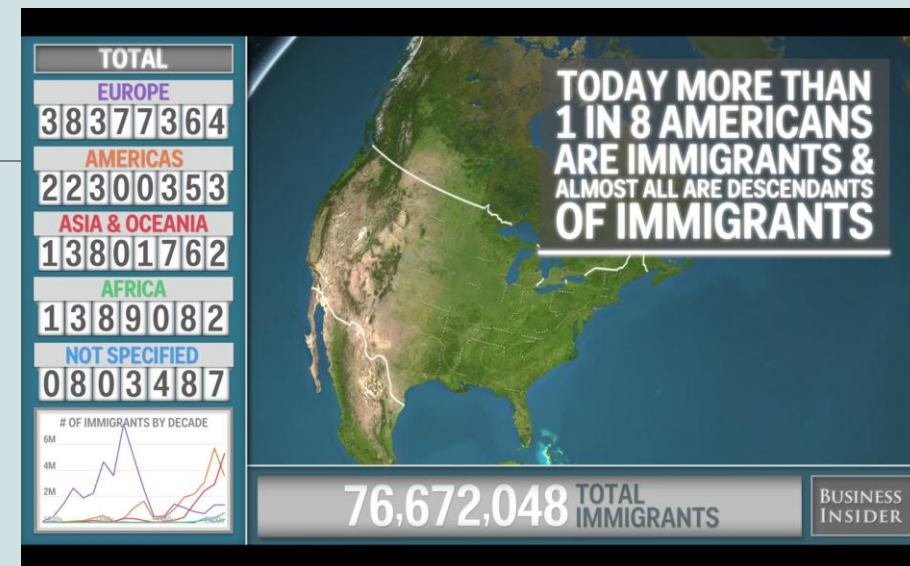 TOTAL
EUROPE
38377364
AMERICAS
22300353
ASIA & OCEANIA
13801762
AFRICA
1389082
NOT SPECIFIED
0803487
# OF IMMIGRANTS BY DECADE
6M
4M
2M
TODAY MORE THAN
1 IN 8 AMERICANS
ARE IMMIGRANTS &
ALMOST ALL ARE DESCENDANTS
OF IMMIGRANTS
76,672,048 TOTAL
IMMIGRANTS
BUSINESS
INSIDER